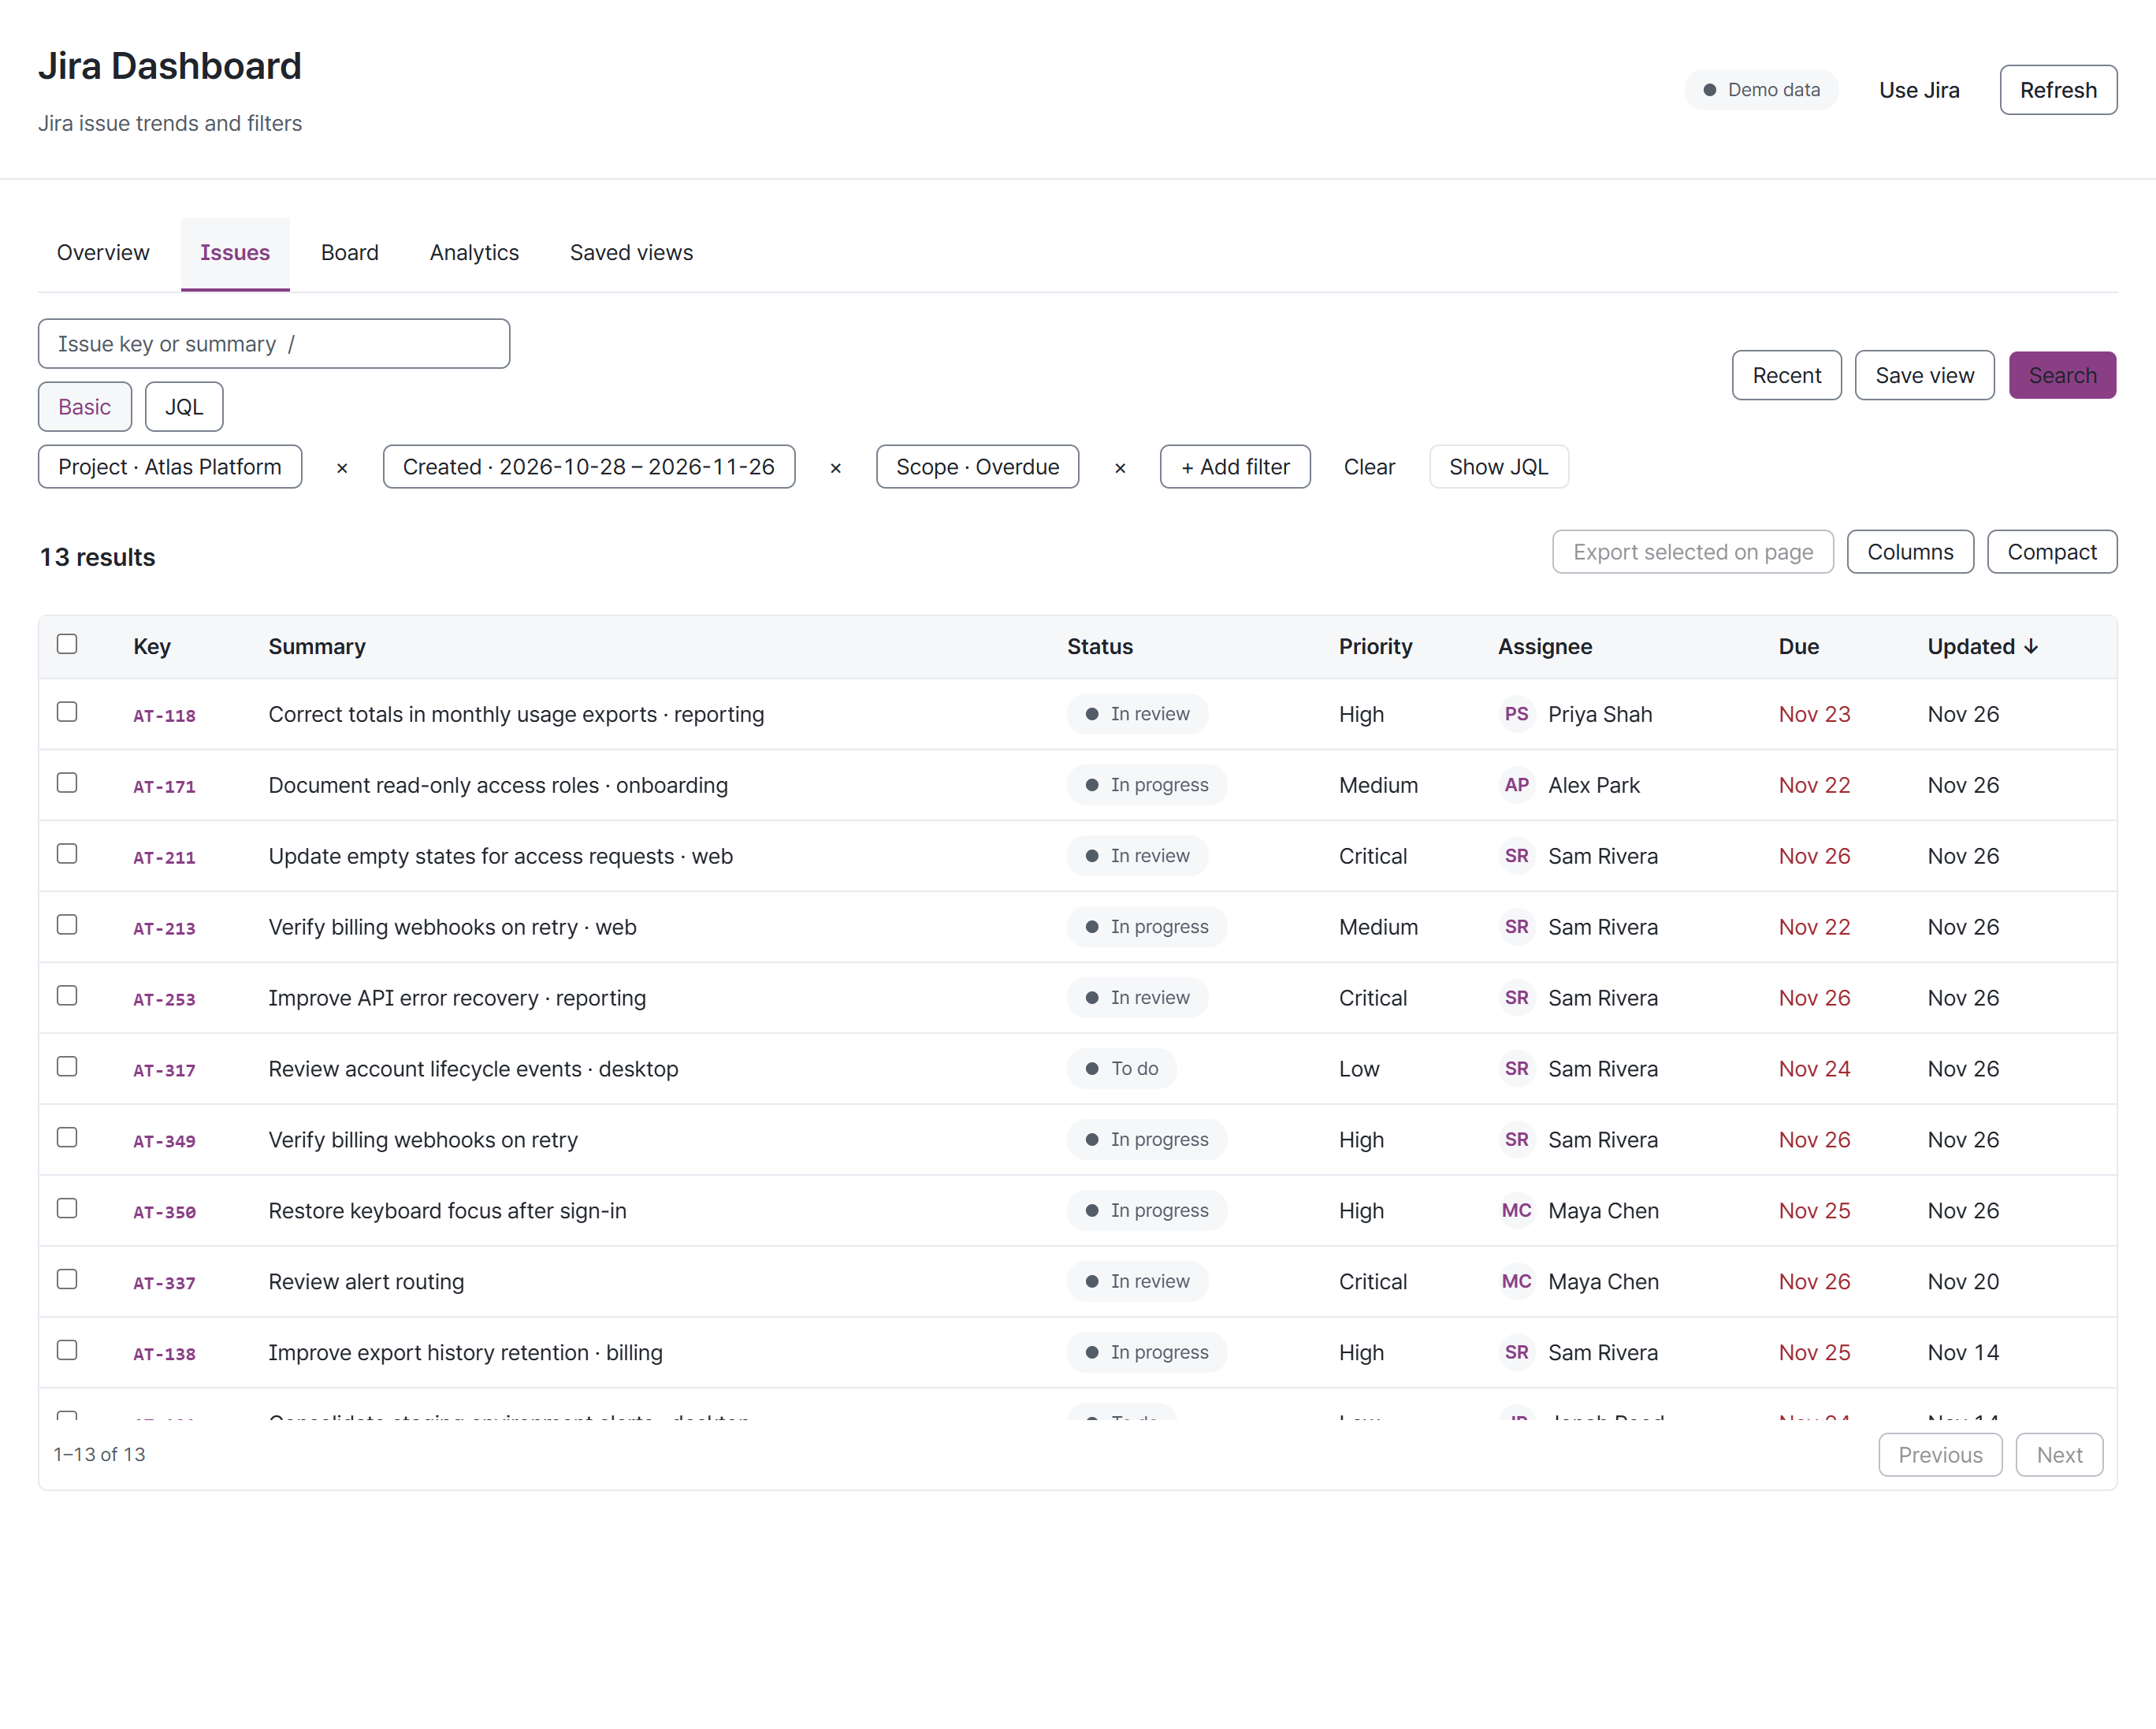 Jira Dashboard
Jira issue trends and filters
Demo data Use Jira Refresh
Overview Issues Board Analytics Saved views
Issue key or summary /
Recent Save view Search
Basic JQL
Project · Atlas Platform × Created · 2026-10-28 – 2026-11-26 × Scope · Overdue × + Add filter Clear Show JQL
13 results
Export selected on page Columns Compact
Key Summary Status Priority Assignee Due Updated ↓
AT-118 Correct totals in monthly usage exports · reporting In review High PS Priya Shah Nov 23 Nov 26
AT-171 Document read-only access roles · onboarding In progress Medium AP Alex Park Nov 22 Nov 26
AT-211 Update empty states for access requests · web In review Critical SR Sam Rivera Nov 26 Nov 26
AT-213 Verify billing webhooks on retry · web In progress Medium SR Sam Rivera Nov 22 Nov 26
AT-253 Improve API error recovery · reporting In review Critical SR Sam Rivera Nov 26 Nov 26
AT-317 Review account lifecycle events · desktop To do Low SR Sam Rivera Nov 24 Nov 26
AT-349 Verify billing webhooks on retry In progress High SR Sam Rivera Nov 26 Nov 26
AT-350 Restore keyboard focus after sign-in In progress High MC Maya Chen Nov 25 Nov 26
AT-337 Review alert routing In review Critical MC Maya Chen Nov 26 Nov 20
AT-138 Improve export history retention · billing In progress High SR Sam Rivera Nov 25 Nov 14
1–13 of 13 Previous Next